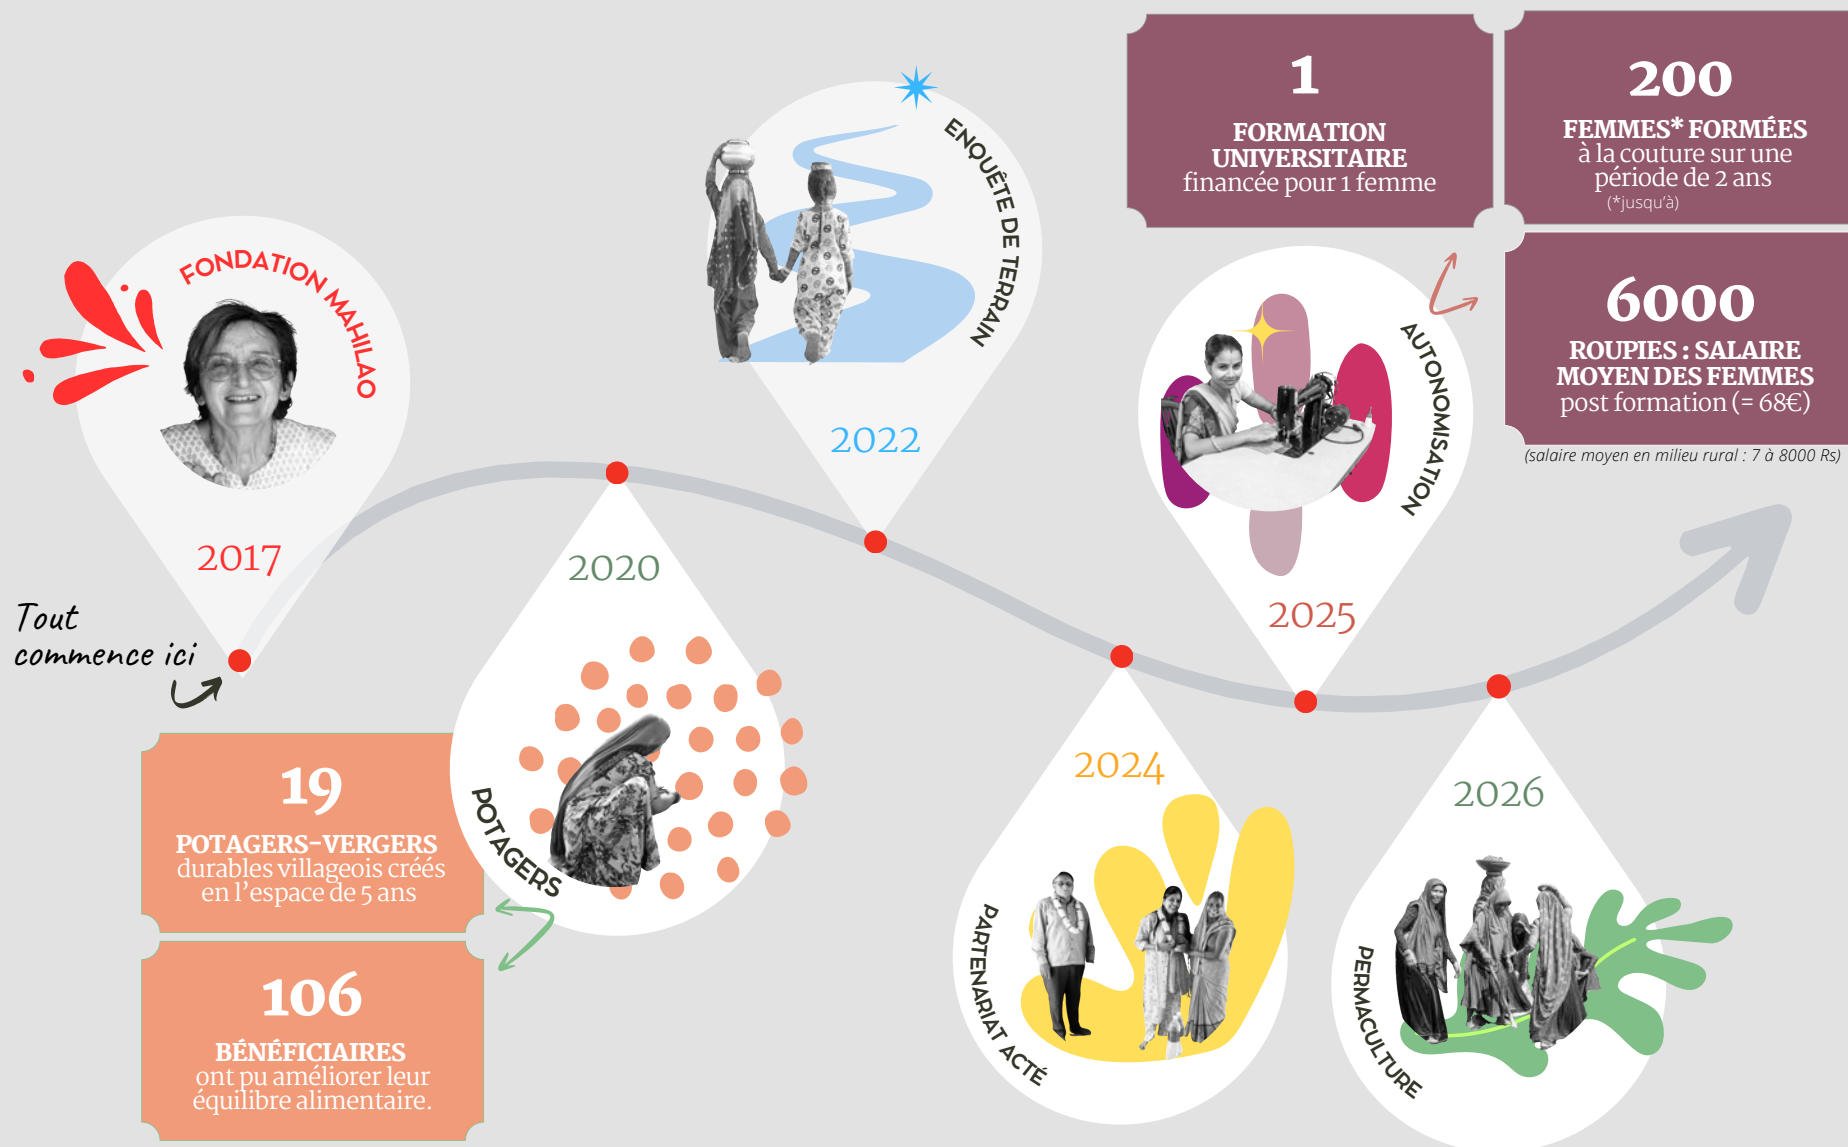 FONDATION MAHILAO
2017
Tout
commence ici
2020
POTAGERS
19
POTAGERS-VERGERS
durables villageois créés
en l'espace de 5 ans
106
BÉNÉFICIAIRES
ont pu améliorer leur
équilibre alimentaire.
ENQUÊTE DE TERRAIN
2022
2024
PARTENARIAT ACTÉ
1
FORMATION
UNIVERSITAIRE
financée pour 1 femme
200
FEMMES* FORMÉES
à la couture sur une
période de 2 ans
(*jusqu'à)
6000
ROUPIES : SALAIRE
MOYEN DES FEMMES
post formation (= 68€)
(salaire moyen en milieu rural : 7 à 8000 Rs)
AUTONOMISATION
2025
2026
PERMACULTURE